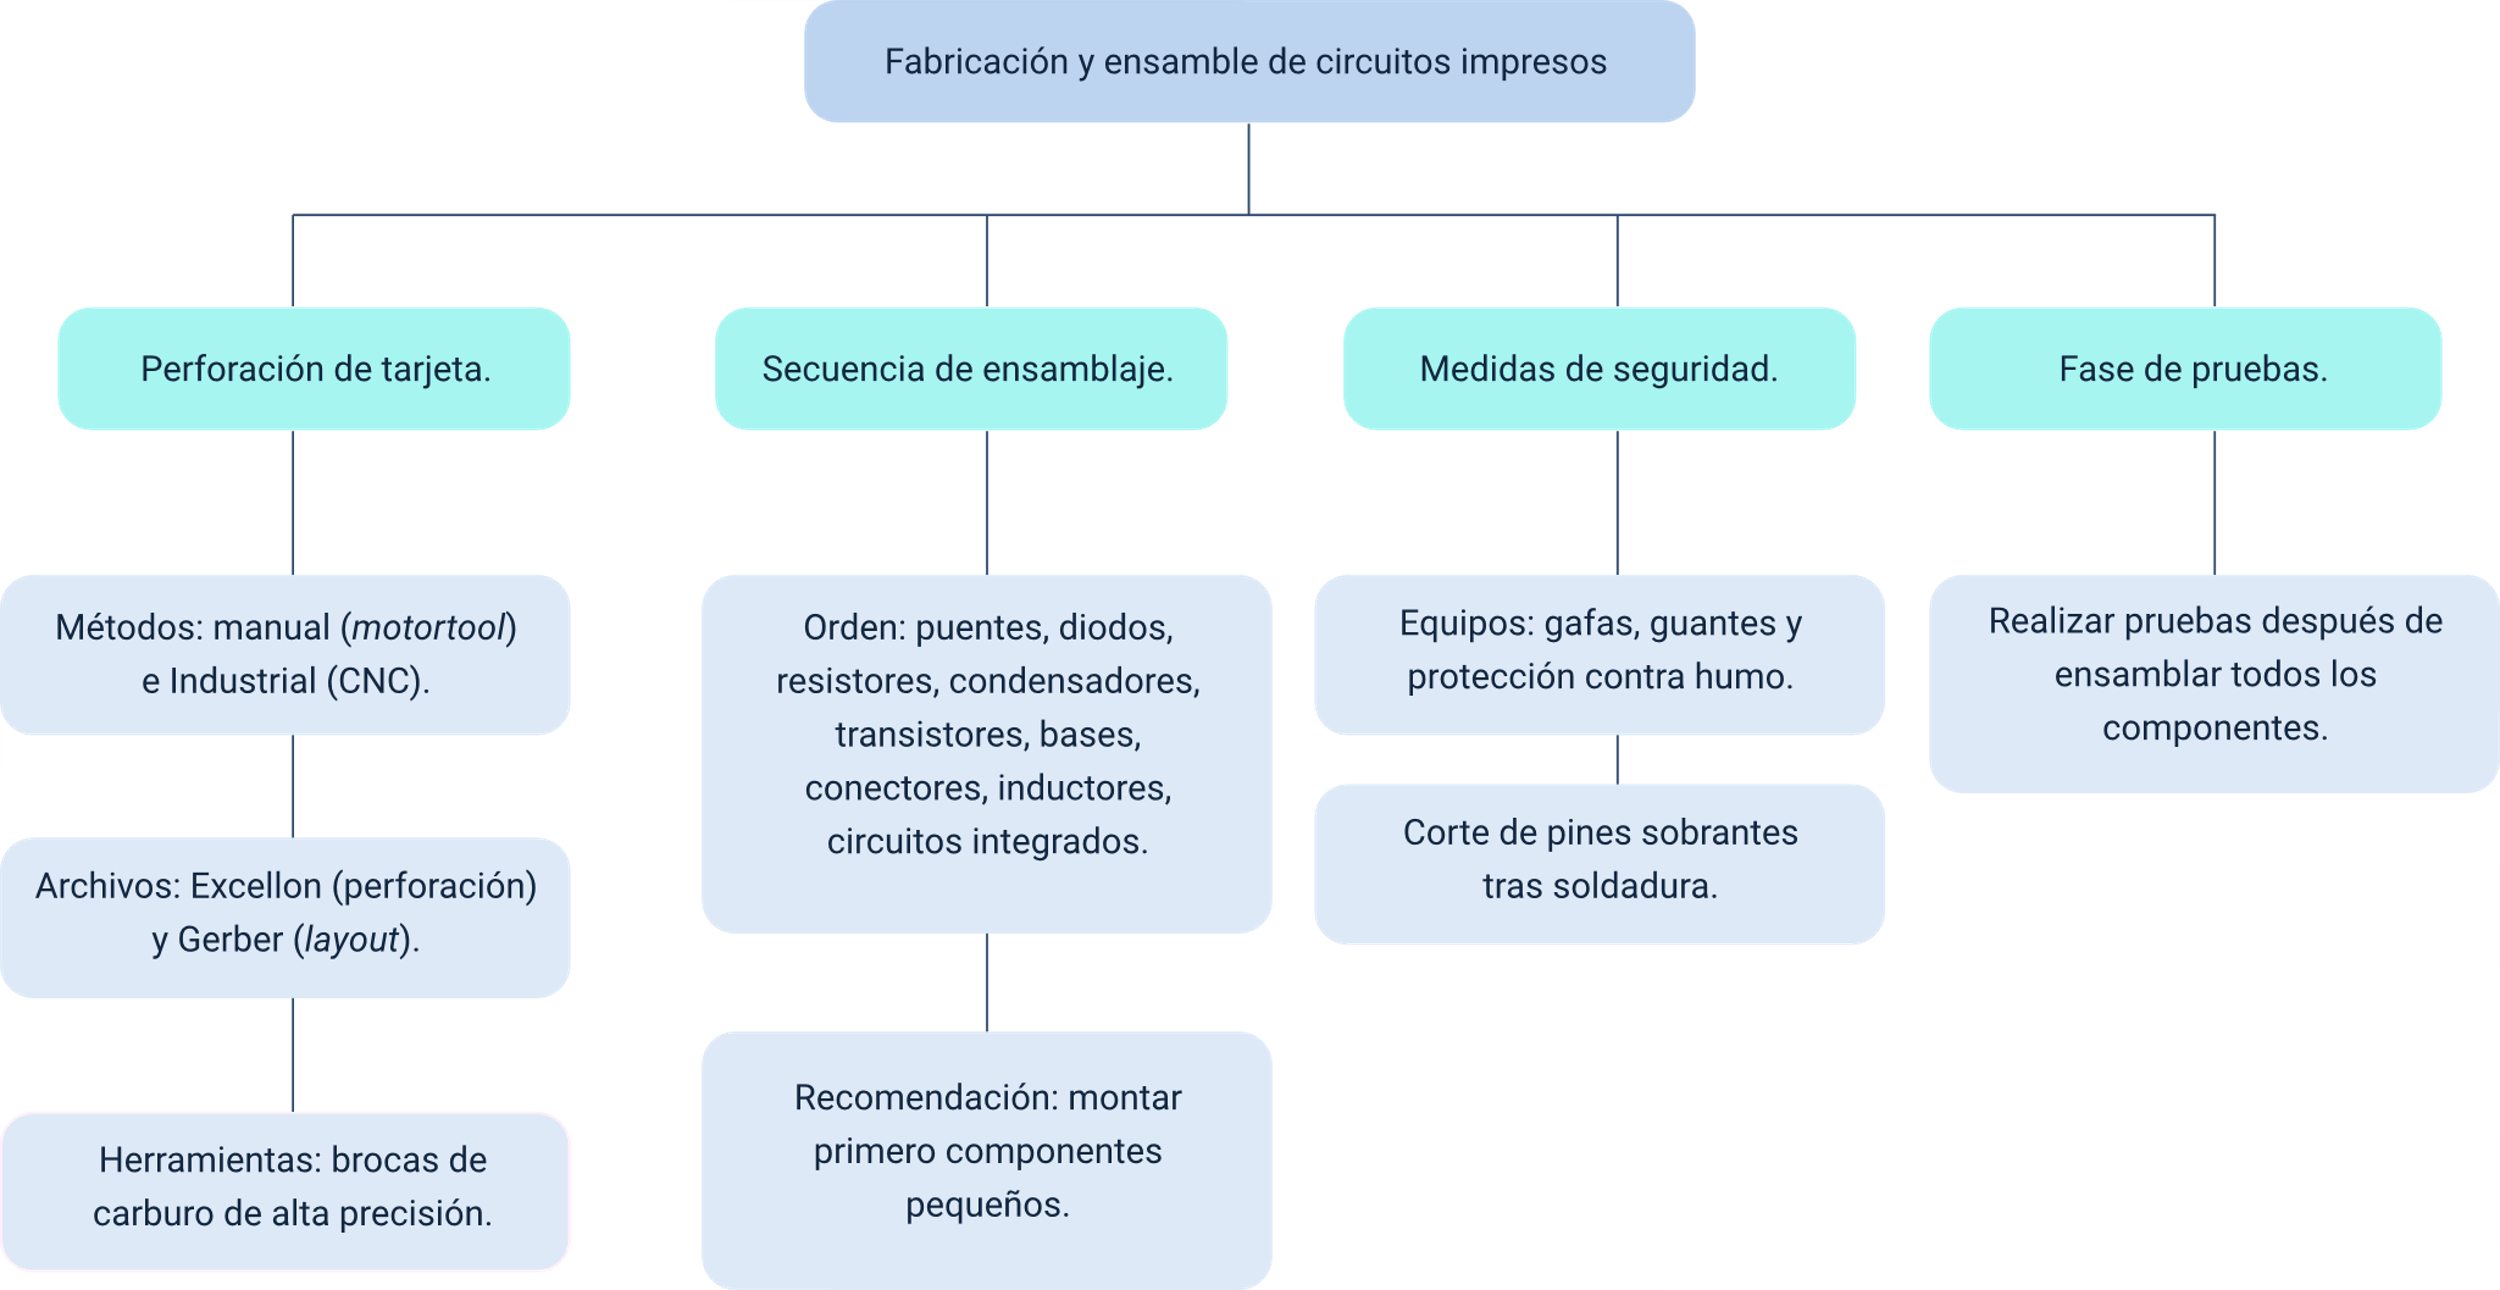 Fabricación y ensamble de circuitos impresos
Perforación de tarjeta.
Métodos: manual (motortool)
e Industrial (CNC).
Archivos: Excellon (perforación)
y Gerber (layout).
Herramientas: brocas de
carburo de alta precisión.
Secuencia de ensamblaje.
Orden: puentes, diodos,
resistores, condensadores,
transistores, bases,
conectores, inductores,
circuitos integrados.
Recomendación: montar
primero componentes
pequeños.
Medidas de seguridad.
Equipos: gafas, guantes y
protección contra humo.
Corte de pines sobrantes
tras soldadura.
Fase de pruebas.
Realizar pruebas después de
ensamblar todos los
componentes.